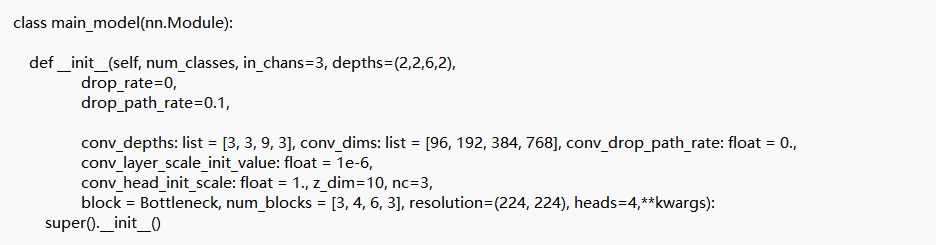 class main_model(nn.Module):
def __init__(self, num_classes, in_chans=3, depths=(2,2,6,2),
drop_rate=0,
drop_path_rate=0.1,
conv_depths: list = [3, 3, 9, 3], conv_dims: list = [96, 192, 384, 768], conv_drop_path_rate: float = 0.,
conv_layer_scale_init_value: float = 1e-6,
conv_head_init_scale: float = 1., z_dim=10, nc=3,
block = Bottleneck, num_blocks = [3, 4, 6, 3], resolution=(224, 224), heads=4,**kwargs):
super().__init__()